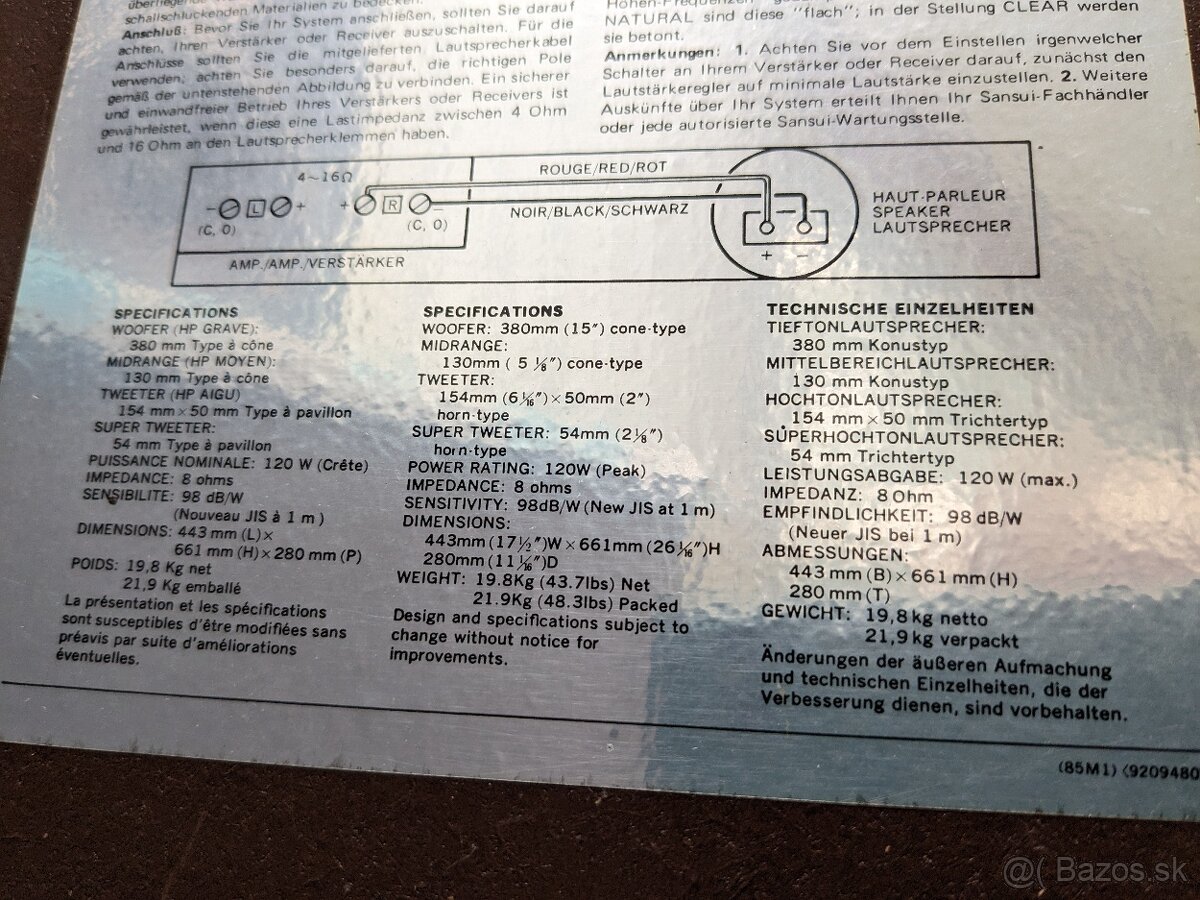 schallschluckenden Materialien zu bedecken.
Anschluß: Bevor Sie Ihr System anschließen, sollten Sie darauf
achten, Ihren Verstärker oder Receiver auszuschalten. Für die
Anschlüsse sollten Sie die mitgelieferten Lautsprecherkabel
verwenden; achten Sie besonders darauf, die richtigen Pole
gemäß der untenstehenden Abbildung zu verbinden. Ein sicherer
und einwandfreier Betrieb Ihres Verstärkers oder Receivers ist
gewährleistet, wenn diese eine Lastimpedanz zwischen 4 Ohm
und 16 Ohm an den Lautsprecherklemmen haben.
Hohen-Frequenzen
NATURAL sind diese "flach"; in der Stellung CLEAR werden
sie betont.
Anmerkungen: 1. Achten Sie vor dem Einstellen irgenwelcher
Schalter an Ihrem Verstärker oder Receiver darauf, zunächst den
Lautstärkeregler auf minimale Lautstärke einzustellen. 2. Weitere
Auskünfte über Ihr System erteilt Ihnen Ihr Sansui-Fachhändler
oder jede autorisierte Sansui-Wartungsstelle.
4~16Ω
ROUGE/RED/ROT
− L +
+ R −
NOIR/BLACK/SCHWARZ
(C, O)
(C, O)
+ −
HAUT-PARLEUR
SPEAKER
LAUTSPRECHER
AMP./AMP./VERSTÄRKER
SPECIFICATIONS
WOOFER (HP GRAVE):
380 mm Type à cône
MIDRANGE (HP MOYEN):
130 mm Type à cône
TWEETER (HP AIGU)
154 mm × 50 mm Type à pavillon
SUPER TWEETER:
54 mm Type à pavillon
PUISSANCE NOMINALE: 120 W (Crête)
IMPEDANCE: 8 ohms
SENSIBILITE: 98 dB/W
(Nouveau JIS à 1 m)
DIMENSIONS: 443 mm (L) ×
661 mm (H) × 280 mm (P)
POIDS: 19,8 Kg net
21,9 Kg emballé
La présentation et les spécifications
sont susceptibles d'être modifiées sans
préavis par suite d'améliorations
éventuelles.
SPECIFICATIONS
WOOFER: 380mm (15″) cone-type
MIDRANGE:
130mm ( 5 ⅛″) cone-type
TWEETER:
154mm (6 1/16″) × 50mm (2″)
horn-type
SUPER TWEETER: 54mm (2 ⅛″)
horn-type
POWER RATING: 120W (Peak)
IMPEDANCE: 8 ohms
SENSITIVITY: 98dB/W (New JIS at 1 m)
DIMENSIONS:
443mm (17 ½″)W × 661mm (26 1/16″)H
280mm (11 1/16″)D
WEIGHT: 19.8Kg (43.7lbs) Net
21.9Kg (48.3lbs) Packed
Design and specifications subject to
change without notice for
improvements.
TECHNISCHE EINZELHEITEN
TIEFTONLAUTSPRECHER:
380 mm Konustyp
MITTELBEREICHLAUTSPRECHER:
130 mm Konustyp
HOCHTONLAUTSPRECHER:
154 mm × 50 mm Trichtertyp
SUPERHOCHTONLAUTSPRECHER:
54 mm Trichtertyp
LEISTUNGSABGABE: 120 W (max.)
IMPEDANZ: 8 Ohm
EMPFINDLICHKEIT: 98 dB/W
(Neuer JIS bei 1 m)
ABMESSUNGEN:
443 mm (B) × 661 mm (H)
280 mm (T)
GEWICHT: 19,8 kg netto
21,9 kg verpackt
Änderungen der äußeren Aufmachung
und technischen Einzelheiten, die der
Verbesserung dienen, sind vorbehalten.
(85M1) (9209480
@( Bazos.sk